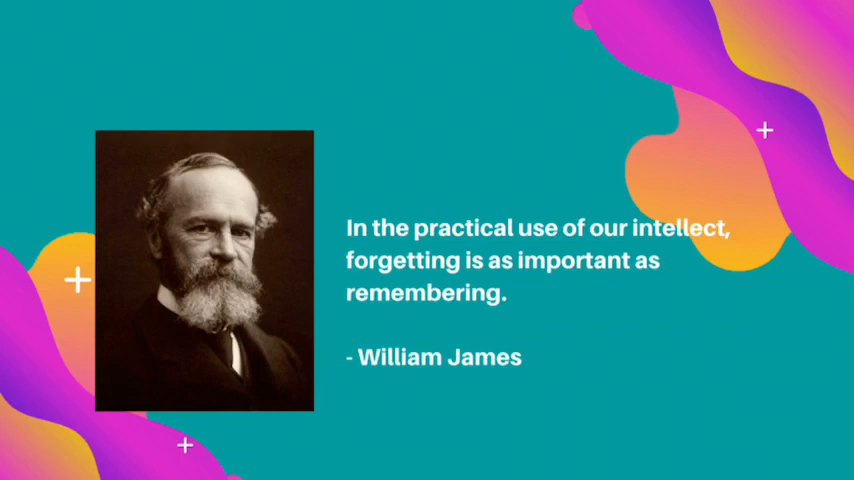 In the practical use of our intellect,
forgetting is as important as
remembering.
- William James